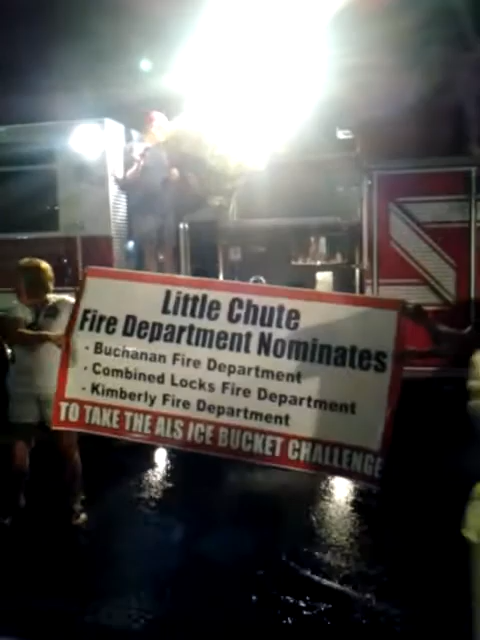 Little Chute
Fire Department Nominates
· Buchanan Fire Department
· Combined Locks Fire Department
· Kimberly Fire Department
TO TAKE THE ALS ICE BUCKET CHALLENGE